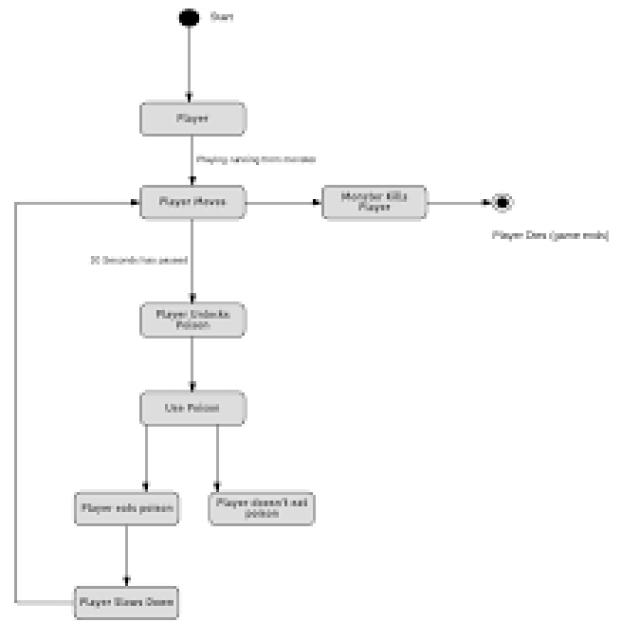 Start
Player
Playing running from monster
Player Moves
Monster Kills
Player
Player Dies (game ends)
Seconds has passed
Player Unlocks
Poison
Use Poison
Player eats poison
Player doesn't eat
poison
Player Slows Down